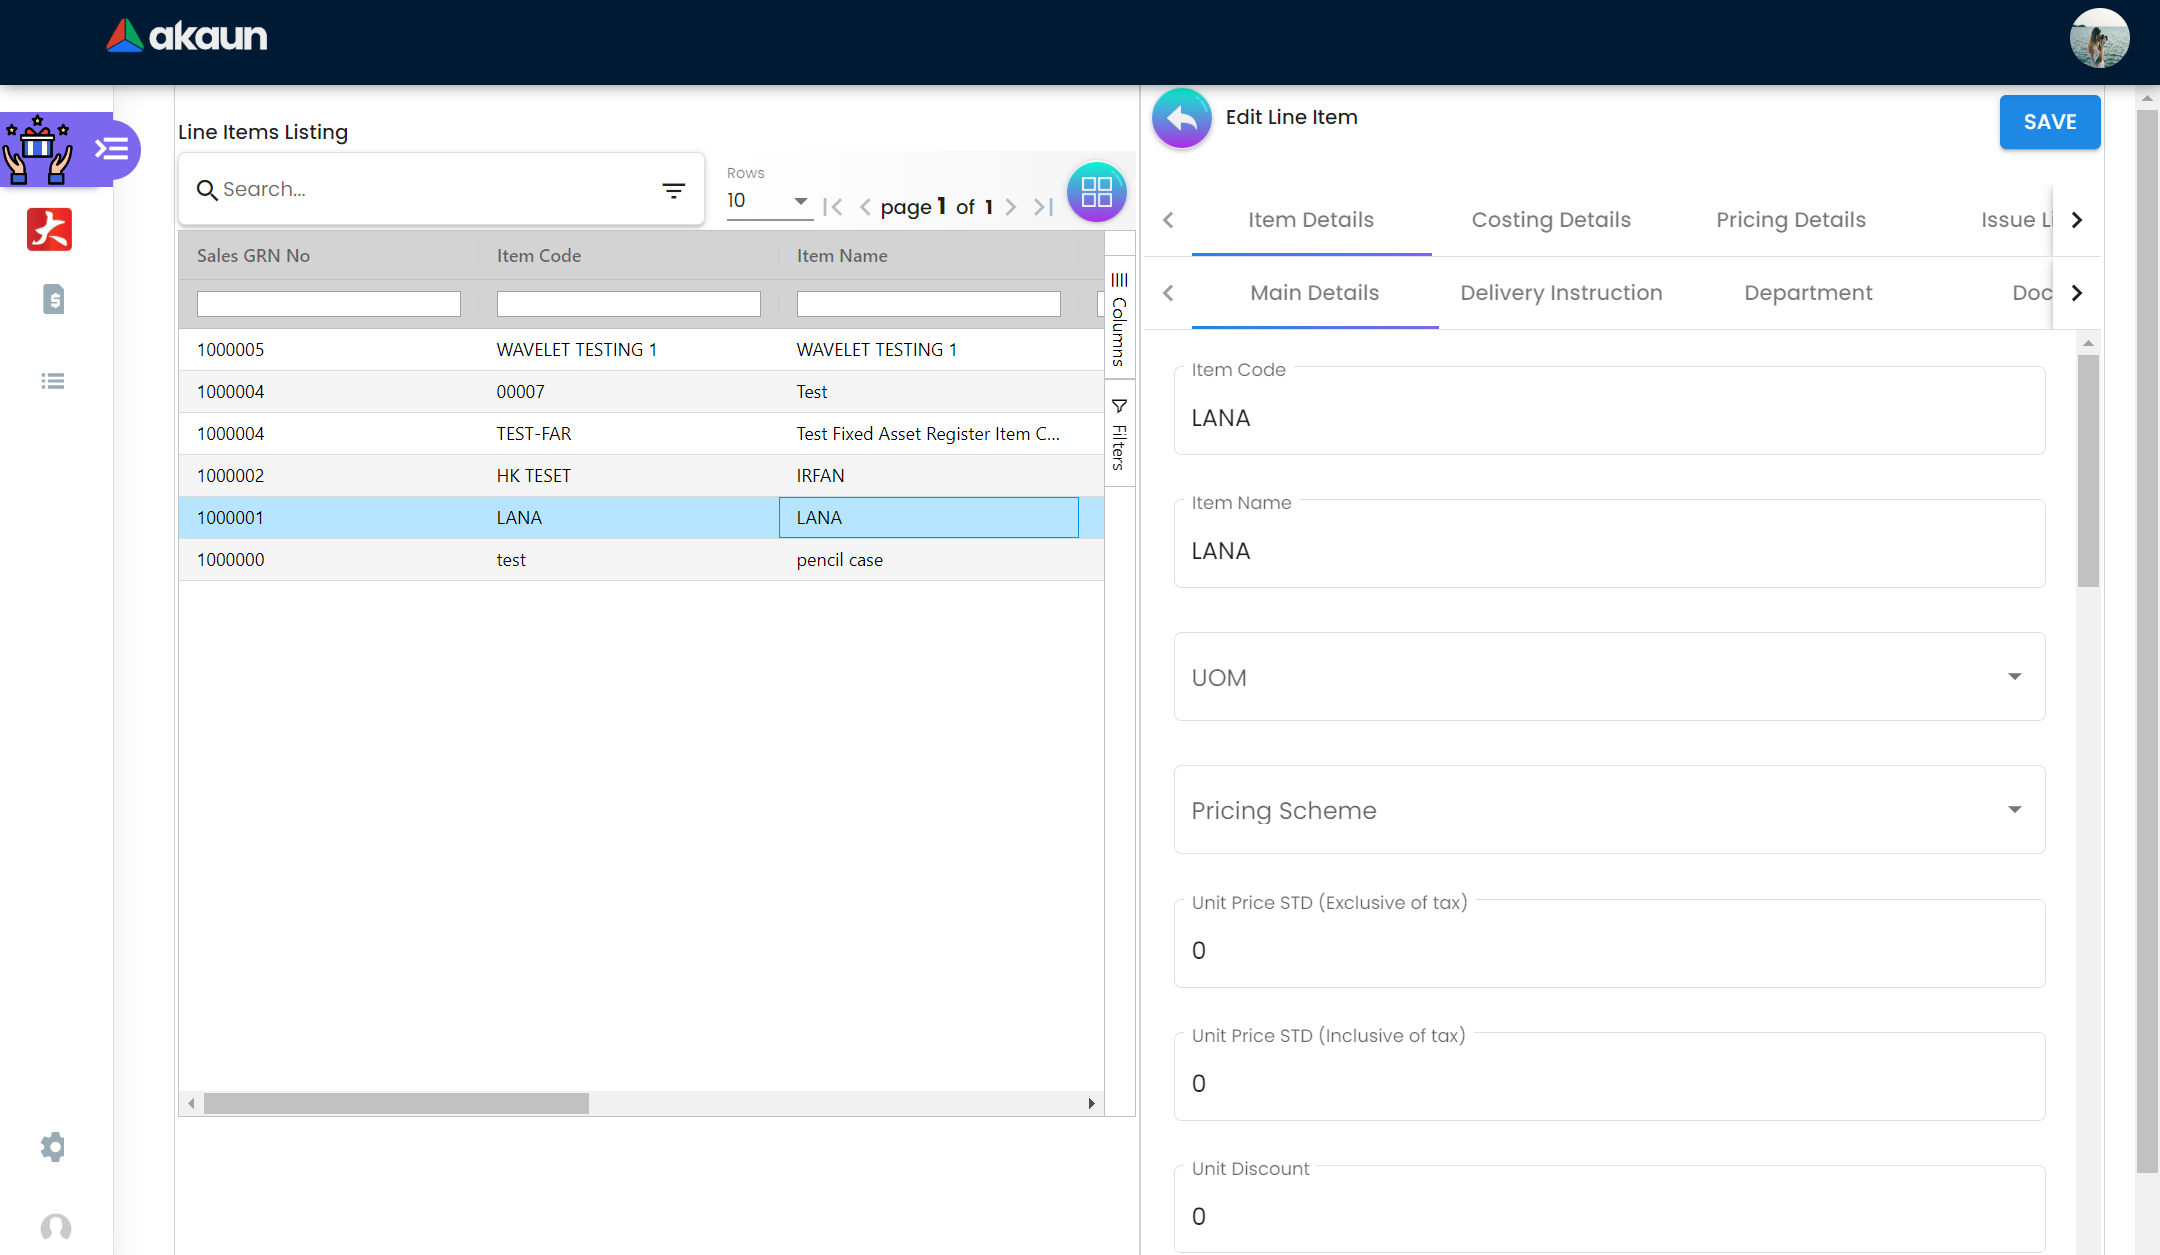 akaun
Line Items Listing
Search...
Rows
10
page 1 of 1
Sales GRN No Item Code Item Name
1000005 WAVELET TESTING 1 WAVELET TESTING 1
1000004 00007 Test
1000004 TEST-FAR Test Fixed Asset Register Item C...
1000002 HK TESET IRFAN
1000001 LANA LANA
1000000 test pencil case
Columns
Filters
Edit Line Item
SAVE
Item Details Costing Details Pricing Details Issue Li
Main Details Delivery Instruction Department Doc
Item Code
LANA
Item Name
LANA
UOM
Pricing Scheme
Unit Price STD (Exclusive of tax)
0
Unit Price STD (Inclusive of tax)
0
Unit Discount
0